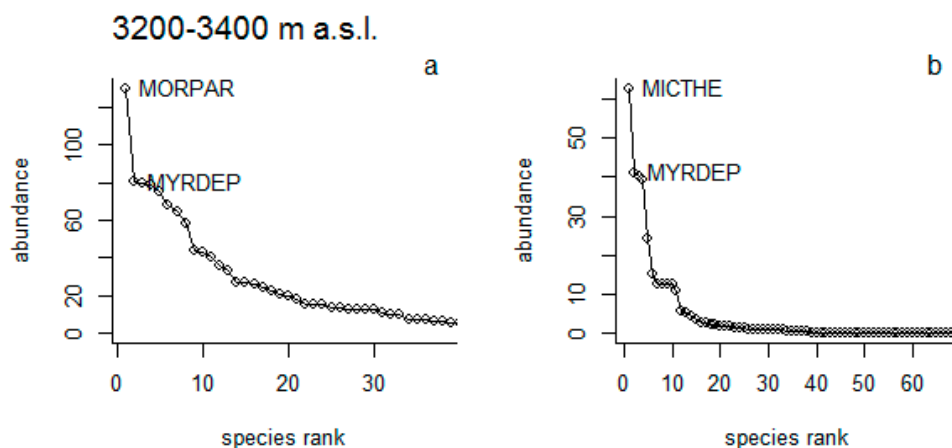 3200-3400 m a.s.l.
a
MORPAR
MYRDEP
abundance
0 20 60 100
0 10 20 30
species rank
b
MICTHE
MYRDEP
abundance
0 10 30 50
0 10 20 30 40 50 60
species rank